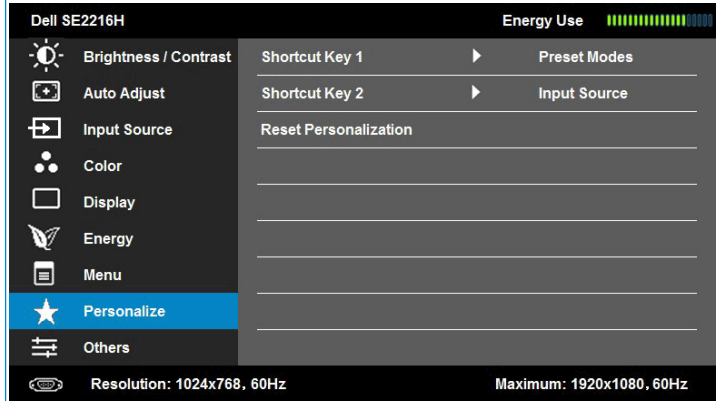 Dell SE2216H Energy Use
Brightness / Contrast Shortcut Key 1 Preset Modes
Auto Adjust Shortcut Key 2 Input Source
Input Source Reset Personalization
Color
Display
Energy
Menu
Personalize
Others
Resolution: 1024x768, 60Hz Maximum: 1920x1080, 60Hz